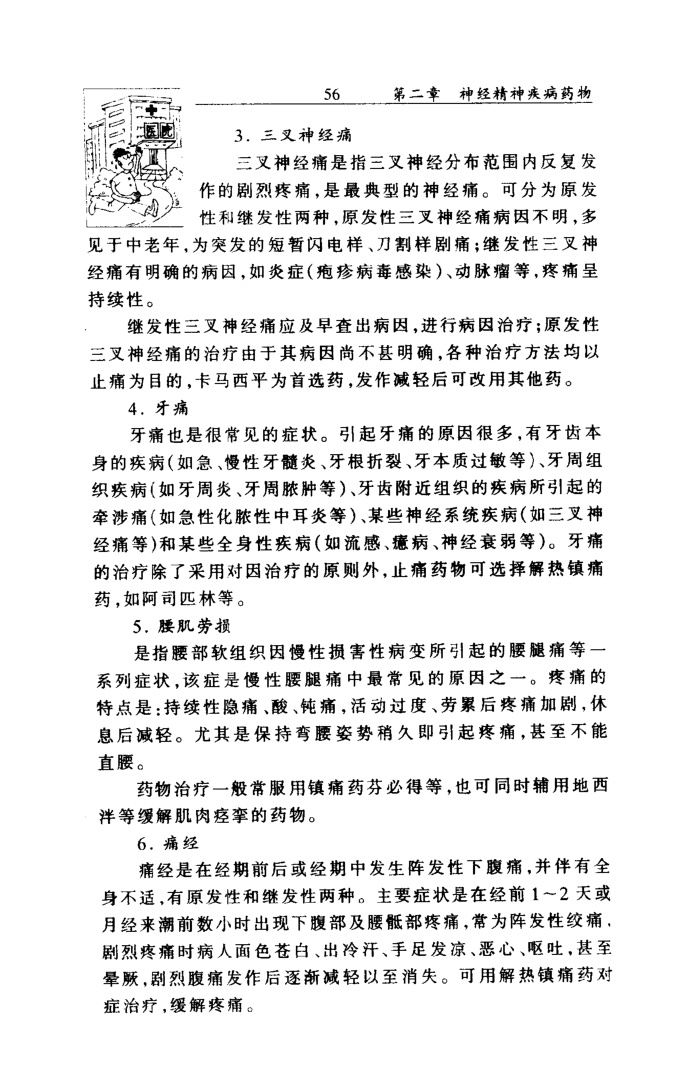 56 第二章 神经精神疾病药物
医院
3. 三叉神经痛
三叉神经痛是指三叉神经分布范围内反复发
作的剧烈疼痛,是最典型的神经痛。可分为原发
性和继发性两种,原发性三叉神经痛病因不明,多
见于中老年,为突发的短暂闪电样、刀割样剧痛;继发性三叉神
经痛有明确的病因,如炎症(疱疹病毒感染)、动脉瘤等,疼痛呈
持续性。
继发性三叉神经痛应及早查出病因,进行病因治疗;原发性
三叉神经痛的治疗由于其病因尚不甚明确,各种治疗方法均以
止痛为目的,卡马西平为首选药,发作减轻后可改用其他药。
4. 牙痛
牙痛也是很常见的症状。引起牙痛的原因很多,有牙齿本
身的疾病(如急、慢性牙髓炎、牙根折裂、牙本质过敏等)、牙周组
织疾病(如牙周炎、牙周脓肿等)、牙齿附近组织的疾病所引起的
牵涉痛(如急性化脓性中耳炎等)、某些神经系统疾病(如三叉神
经痛等)和某些全身性疾病(如流感、癔病、神经衰弱等)。牙痛
的治疗除了采用对因治疗的原则外,止痛药物可选择解热镇痛
药,如阿司匹林等。
5. 腰肌劳损
是指腰部软组织因慢性损害性病变所引起的腰腿痛等一
系列症状,该症是慢性腰腿痛中最常见的原因之一。疼痛的
特点是:持续性隐痛、酸、钝痛,活动过度、劳累后疼痛加剧,休
息后减轻。尤其是保持弯腰姿势稍久即引起疼痛,甚至不能
直腰。
药物治疗一般常服用镇痛药芬必得等,也可同时辅用地西
泮等缓解肌肉痉挛的药物。
6. 痛经
痛经是在经期前后或经期中发生阵发性下腹痛,并伴有全
身不适,有原发性和继发性两种。主要症状是在经前1~2天或
月经来潮前数小时出现下腹部及腰骶部疼痛,常为阵发性绞痛.
剧烈疼痛时病人面色苍白、出冷汗、手足发凉、恶心、呕吐,甚至
晕厥,剧烈腹痛发作后逐渐减轻以至消失。可用解热镇痛药对
症治疗,缓解疼痛。